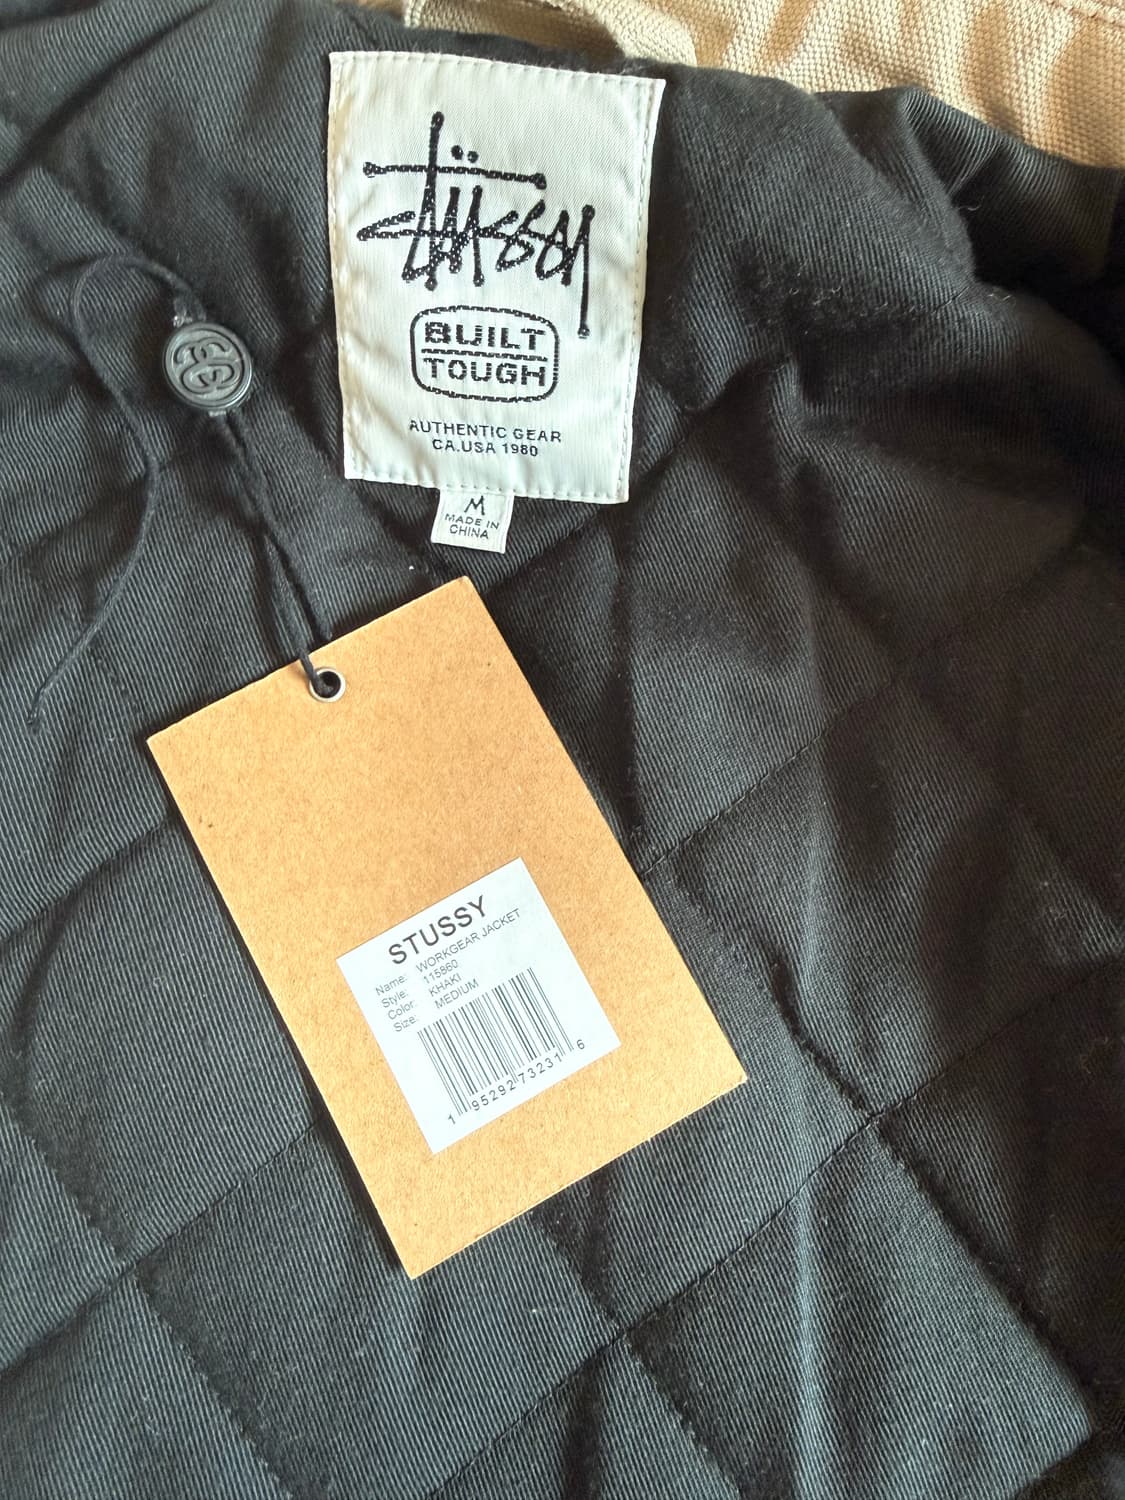 Stüssy
BUILT
TOUGH
AUTHENTIC GEAR
CA.USA 1980
M
MADE IN
CHINA
STUSSY
Name: WORKGEAR JACKET
Style: 115860
Color: KHAKI
Size: MEDIUM
1 95292 73231 6